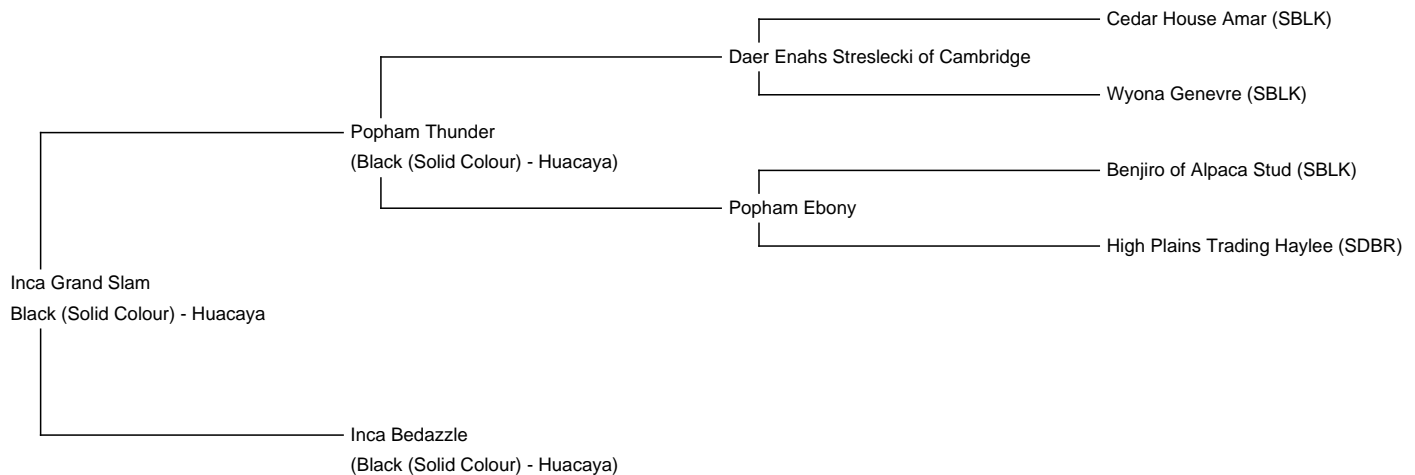 Cedar House Amar (SBLK)
Daer Enahs Streslecki of Cambridge
Wyona Genevre (SBLK)
Popham Thunder
(Black (Solid Colour) - Huacaya)
Benjiro of Alpaca Stud (SBLK)
Popham Ebony
High Plains Trading Haylee (SDBR)
Inca Grand Slam
Black (Solid Colour) - Huacaya
Inca Bedazzle
(Black (Solid Colour) - Huacaya)